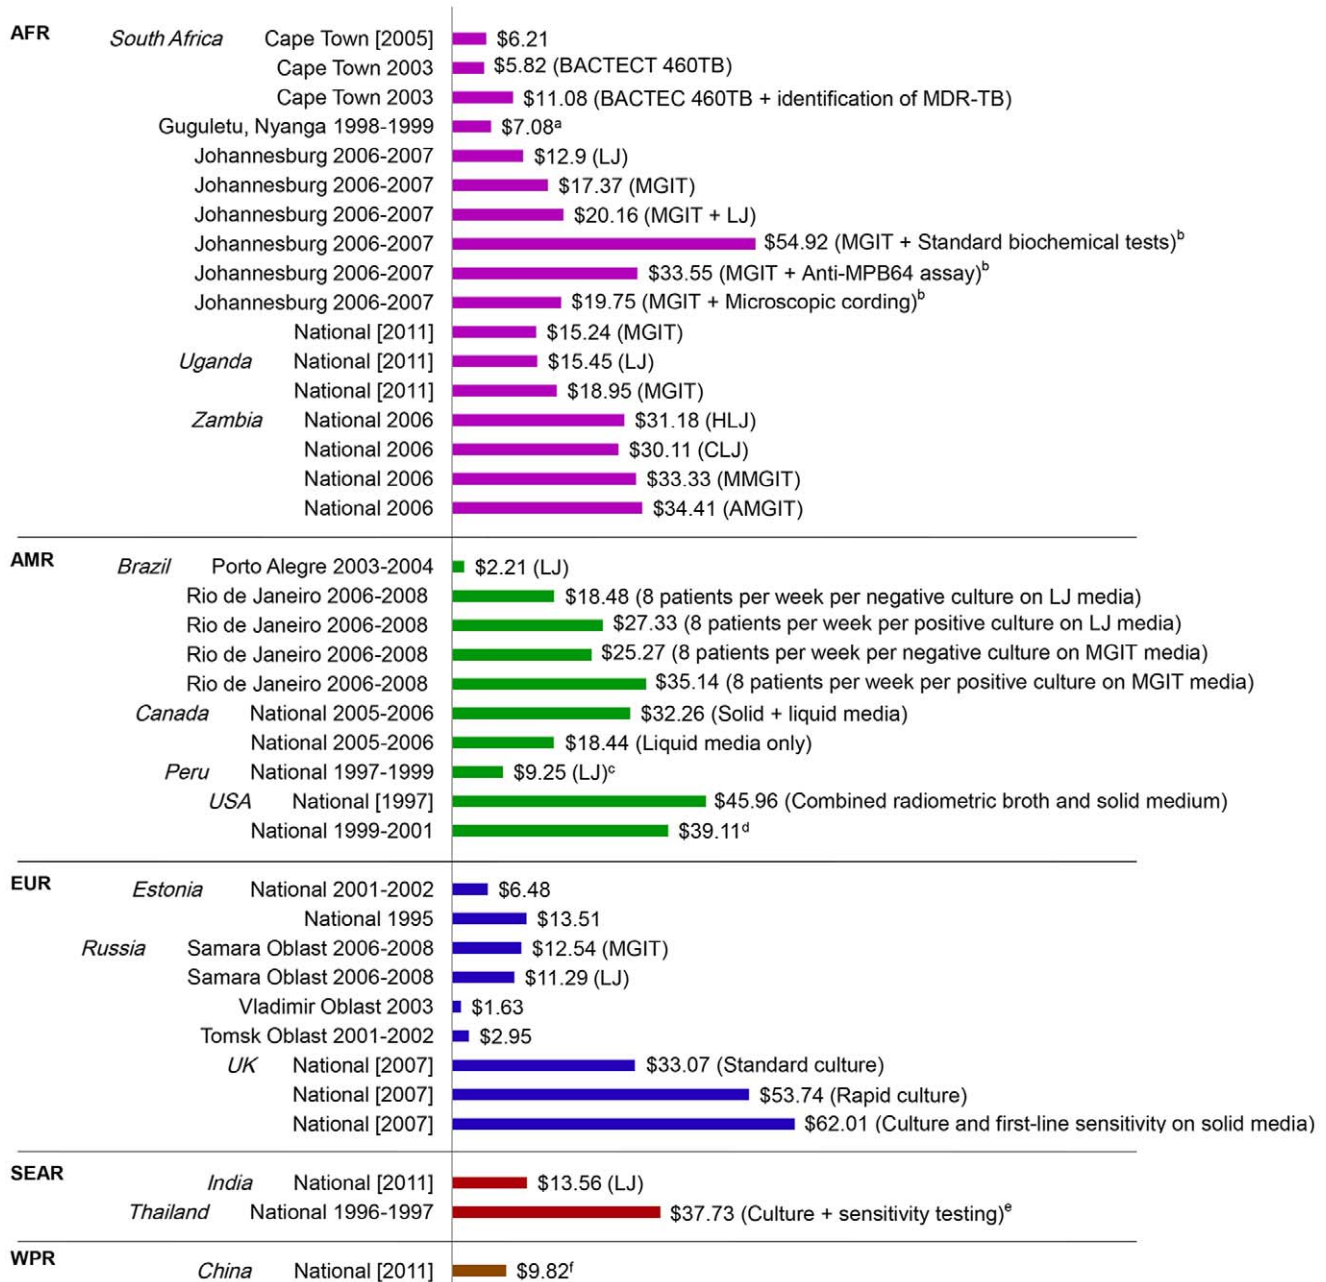 AFR South Africa Cape Town [2005] $6.21
Cape Town 2003 $5.82 (BACTECT 460TB)
Cape Town 2003 $11.08 (BACTEC 460TB + identification of MDR-TB)
Guguletu, Nyanga 1998-1999 $7.08ᵃ
Johannesburg 2006-2007 $12.9 (LJ)
Johannesburg 2006-2007 $17.37 (MGIT)
Johannesburg 2006-2007 $20.16 (MGIT + LJ)
Johannesburg 2006-2007 $54.92 (MGIT + Standard biochemical tests)ᵇ
Johannesburg 2006-2007 $33.55 (MGIT + Anti-MPB64 assay)ᵇ
Johannesburg 2006-2007 $19.75 (MGIT + Microscopic cording)ᵇ
National [2011] $15.24 (MGIT)
Uganda National [2011] $15.45 (LJ)
National [2011] $18.95 (MGIT)
Zambia National 2006 $31.18 (HLJ)
National 2006 $30.11 (CLJ)
National 2006 $33.33 (MMGIT)
National 2006 $34.41 (AMGIT)
AMR Brazil Porto Alegre 2003-2004 $2.21 (LJ)
Rio de Janeiro 2006-2008 $18.48 (8 patients per week per negative culture on LJ media)
Rio de Janeiro 2006-2008 $27.33 (8 patients per week per positive culture on LJ media)
Rio de Janeiro 2006-2008 $25.27 (8 patients per week per negative culture on MGIT media)
Rio de Janeiro 2006-2008 $35.14 (8 patients per week per positive culture on MGIT media)
Canada National 2005-2006 $32.26 (Solid + liquid media)
National 2005-2006 $18.44 (Liquid media only)
Peru National 1997-1999 $9.25 (LJ)ᶜ
USA National [1997] $45.96 (Combined radiometric broth and solid medium)
National 1999-2001 $39.11ᵈ
EUR Estonia National 2001-2002 $6.48
National 1995 $13.51
Russia Samara Oblast 2006-2008 $12.54 (MGIT)
Samara Oblast 2006-2008 $11.29 (LJ)
Vladimir Oblast 2003 $1.63
Tomsk Oblast 2001-2002 $2.95
UK National [2007] $33.07 (Standard culture)
National [2007] $53.74 (Rapid culture)
National [2007] $62.01 (Culture and first-line sensitivity on solid media)
SEAR India National [2011] $13.56 (LJ)
Thailand National 1996-1997 $37.73 (Culture + sensitivity testing)ᵉ
WPR China National [2011] $9.82ᶠ